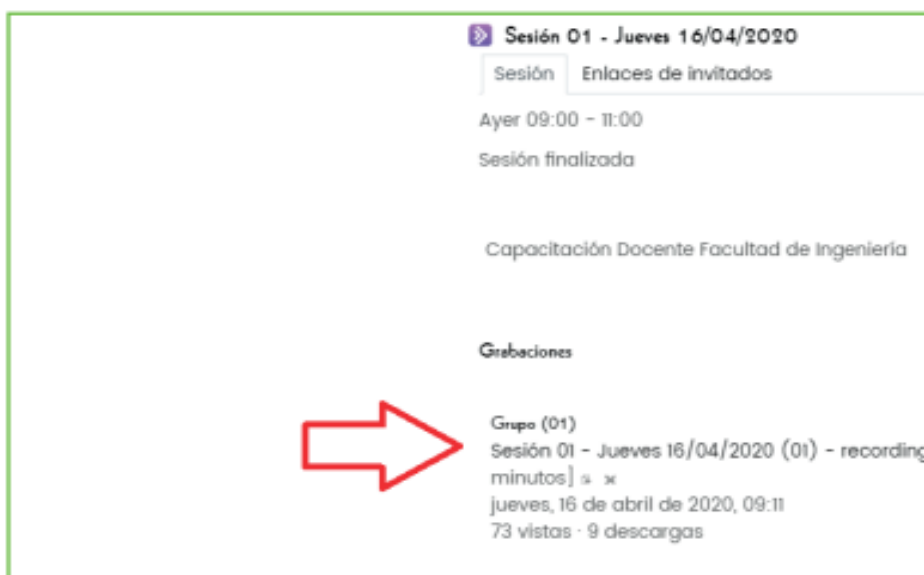 Sesión 01 - Jueves 16/04/2020
Sesión Enlaces de invitados
Ayer 09:00 - 11:00
Sesión finalizada
Capacitación Docente Facultad de Ingeniería
Grabaciones
Grupo (01)
Sesión 01 - Jueves 16/04/2020 (01) - recording
minutos]
jueves, 16 de abril de 2020, 09:11
73 vistas · 9 descargas